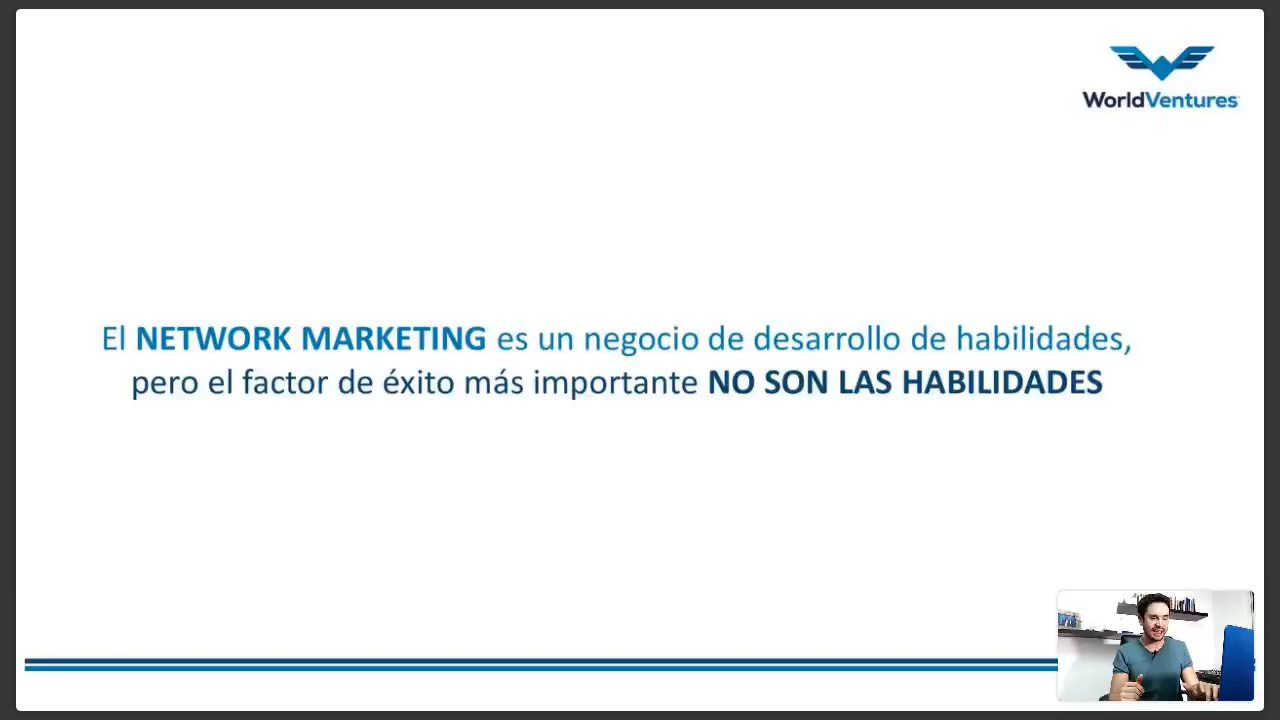 WorldVentures
El NETWORK MARKETING es un negocio de desarrollo de habilidades,
pero el factor de éxito más importante NO SON LAS HABILIDADES